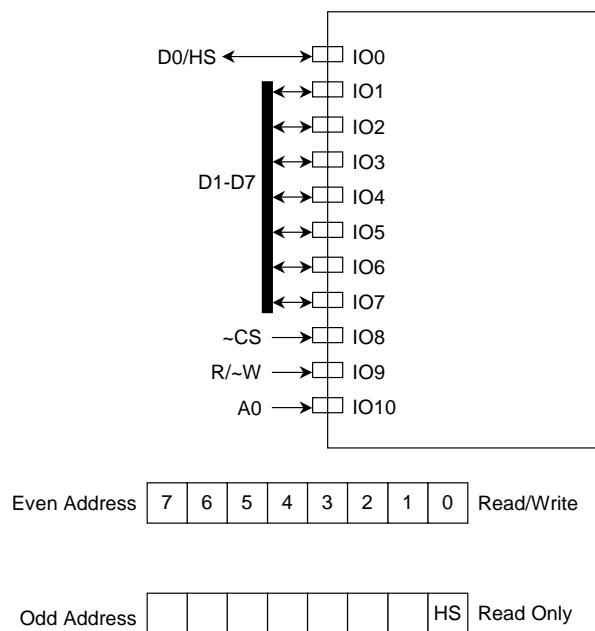 D0/HS IO0
IO1
IO2
IO3
D1-D7 IO4
IO5
IO6
IO7
~CS IO8
R/~W IO9
A0 IO10
Even Address 7 6 5 4 3 2 1 0 Read/Write
Odd Address HS Read Only